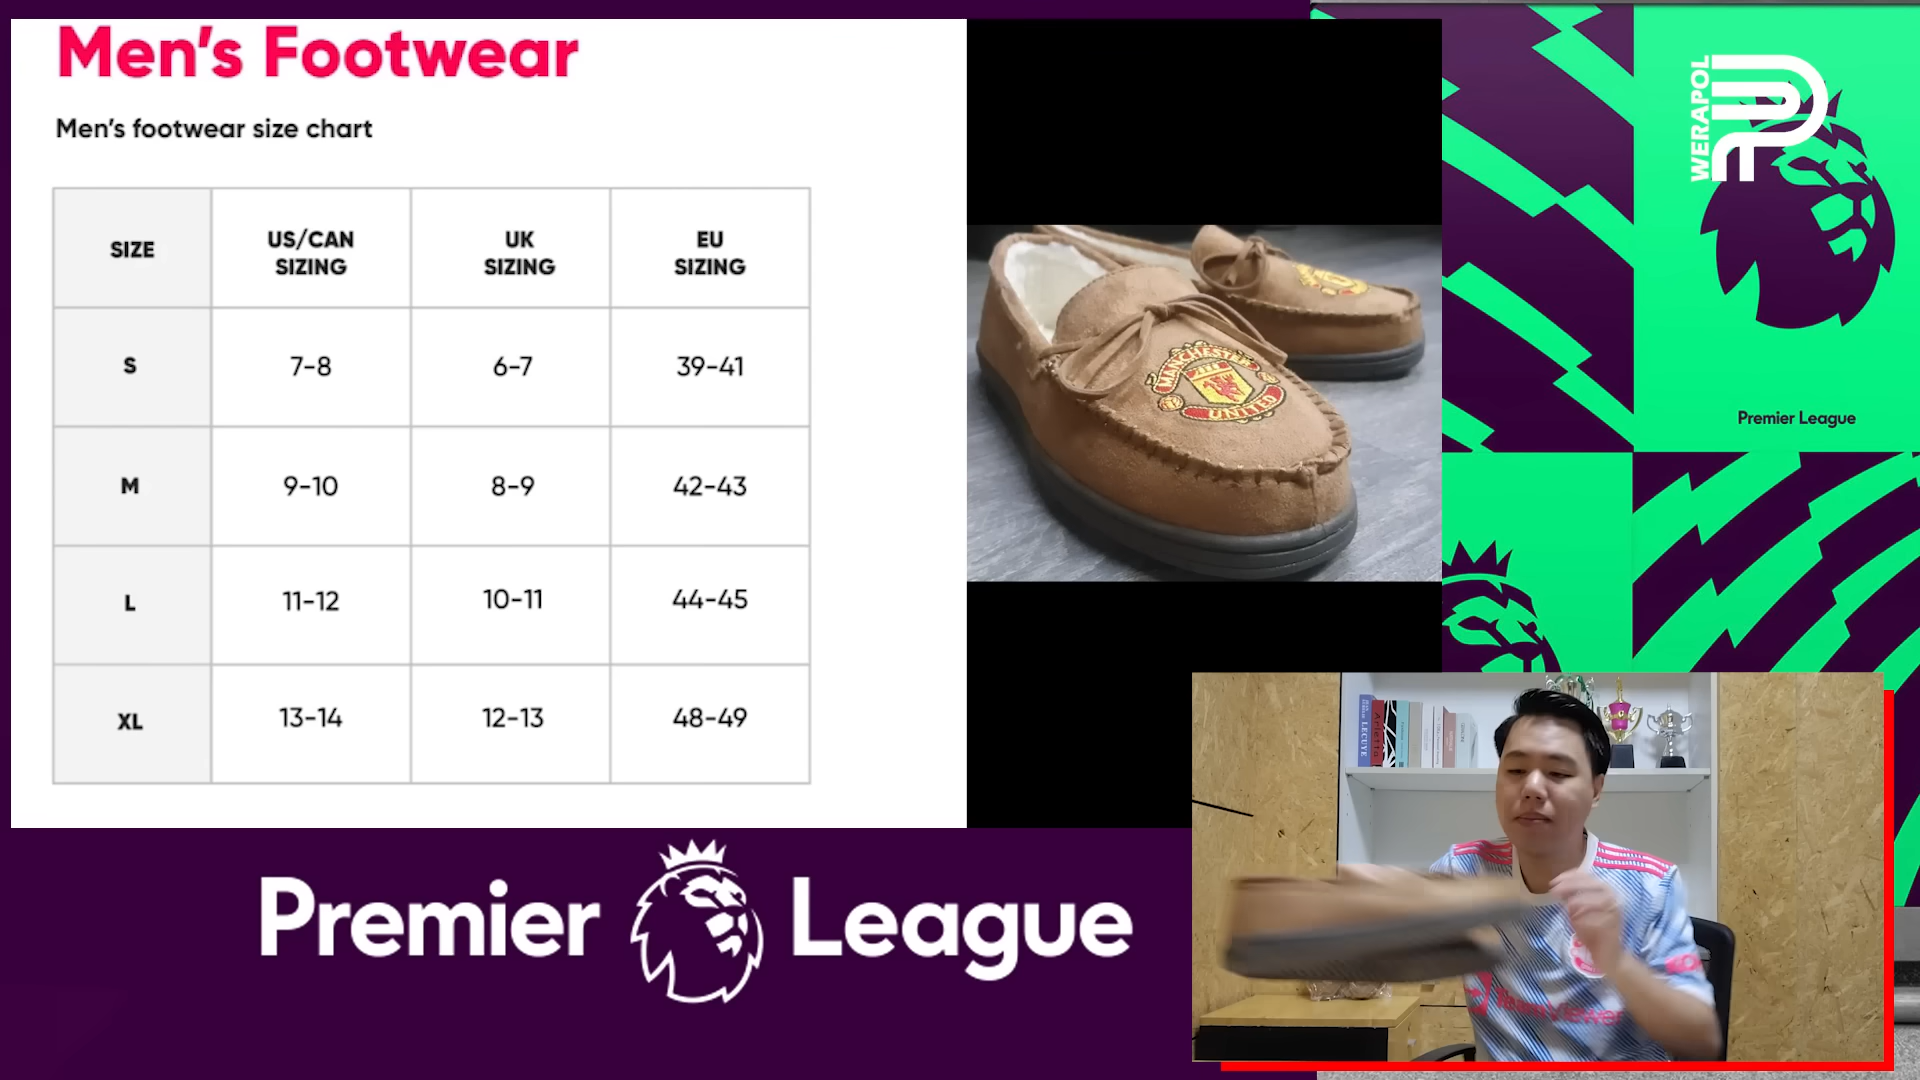 Men's Footwear
Men's footwear size chart
SIZE US/CAN SIZING UK SIZING EU SIZING
S 7-8 6-7 39-41
M 9-10 8-9 42-43
L 11-12 10-11 44-45
XL 13-14 12-13 48-49
MANCHESTER
UNITED
WERAPOL
Premier League
Premier League
LECUYE
TeamViewer